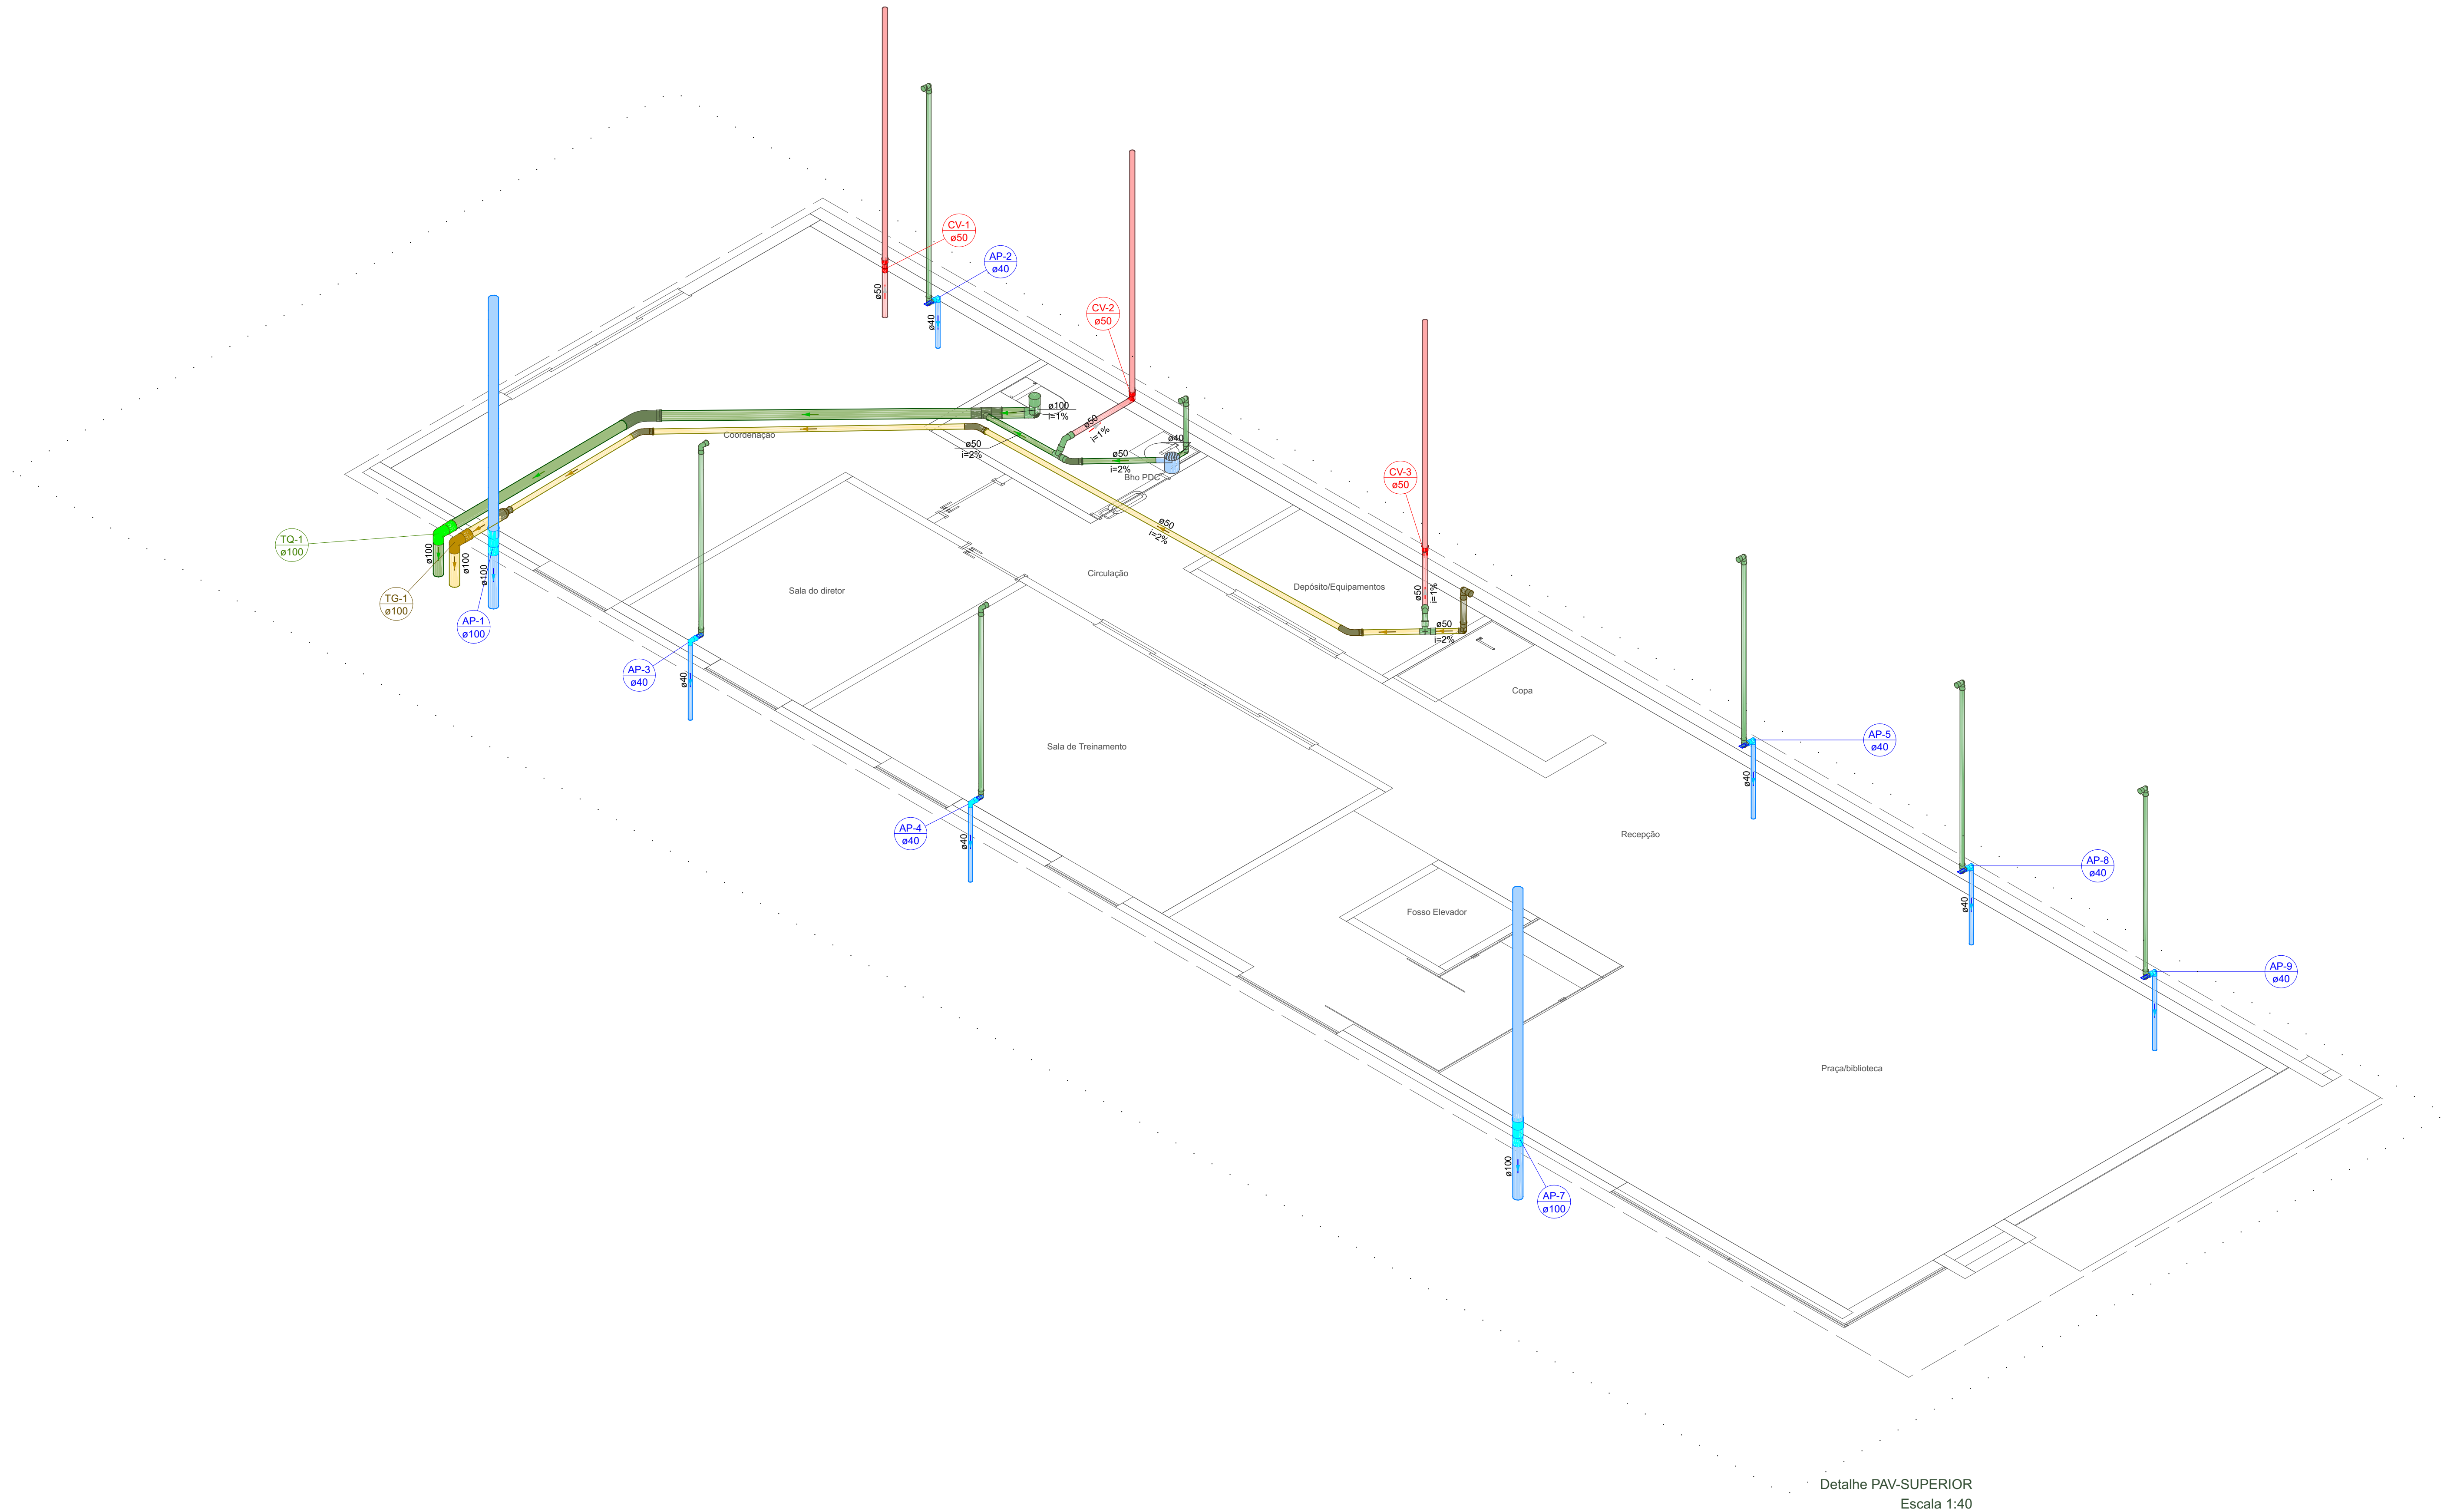 CV-1
ø50
AP-2
ø40
ø50
ø40
CV-2
ø50
ø100
i=1%
ø50
i=1%
Coordenação
ø50
i=2%
ø40
ø50
i=2%
Bho PDC
CV-3
ø50
ø50
i=2%
TQ-1
ø100
ø100
ø100
ø100
TG-1
ø100
AP-1
ø100
Sala do diretor
Circulação
Depósito/Equipamentos
ø50
i=1%
ø50
i=2%
AP-3
ø40
ø40
Copa
Sala de Treinamento
AP-5
ø40
ø40
AP-4
ø40
ø40
Recepção
AP-8
ø40
ø40
Fosso Elevador
AP-9
ø40
Praça/biblioteca
ø100
AP-7
ø100
Detalhe PAV-SUPERIOR
Escala 1:40